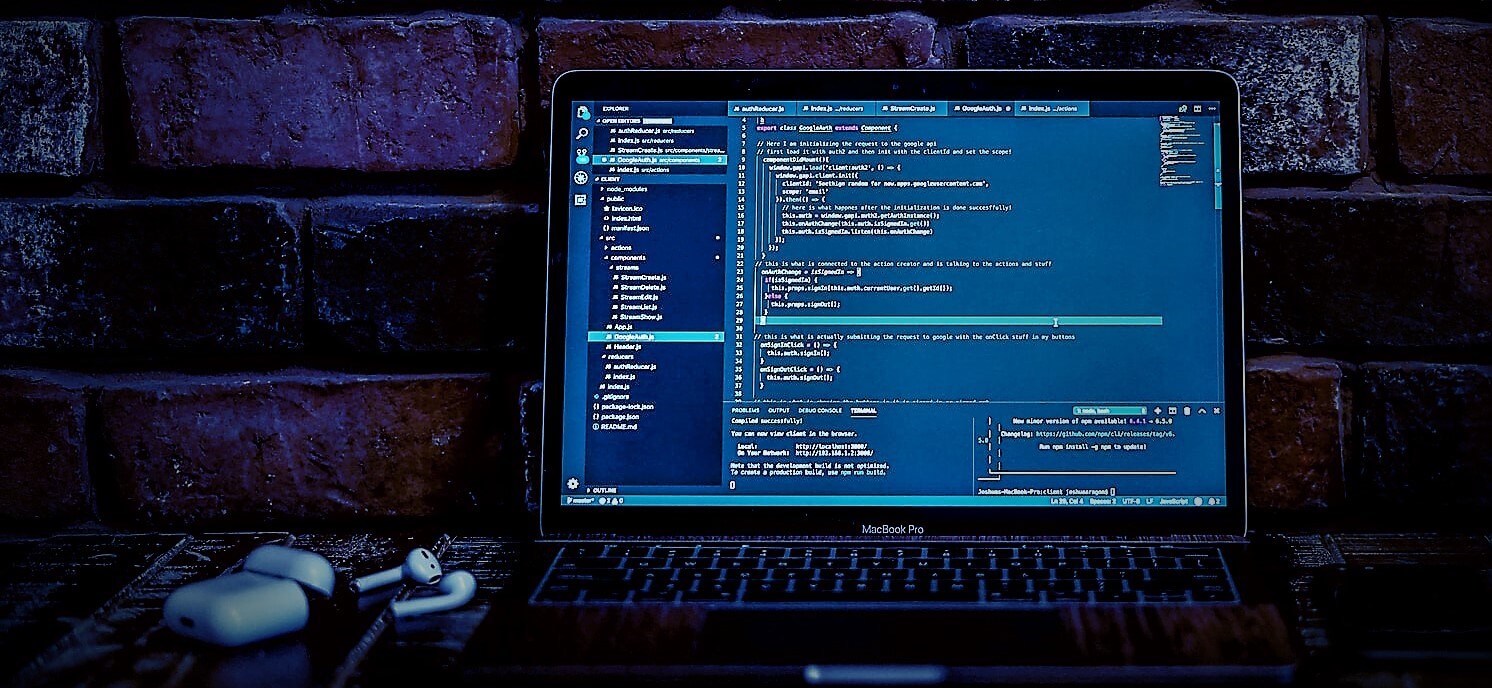 EXPLORER
OPEN EDITORS
authReducer.js src/reducers
index.js src/reducers
StreamCreate.js src/components/strea...
GoogleAuth.js src/components 2
index.js src/actions
CLIENT
node_modules
public
favicon.ico
index.html
manifest.json
src
actions
components
streams
StreamCreate.js
StreamDelete.js
StreamEdit.js
StreamList.js
StreamShow.js
App.js
GoogleAuth.js 2
Header.js
reducers
authReducer.js
index.js
index.js
.gitignore
package-lock.json
package.json
README.md
OUTLINE
authReducer.js index.js .../reducers StreamCreate.js GoogleAuth.js index.js .../actions
4
5 export class GoogleAuth extends Component {
6
7 // Here I am initializing the request to the google api
8 // first load it with auth2 and then init with the clientId and set the scope!
9 componentDidMount(){
10 window.gapi.load('client:auth2', () => {
11 window.gapi.client.init({
12 clientId: random for now.apps.googleusercontent.com",
13 scope: 'email'
14 }).then(() => {
15 // here is what happnes after the initialization is done succesffully!
16 this.auth = window.gapi.auth2.getAuthInstance();
17 this.onAuthChange(this.auth.isSignedIn.get())
18 this.auth.isSignedIn.listen(this.onAuthChange)
19 });
20 });
21 }
22 // this is what is connected to the action creator and is talking to the actions and stuff
23 onAuthChange = isSignedIn => {
24 if(isSignedIn) {
25 this.props.signIn(this.auth.currentUser.get().getId());
26 }else {
27 this.props.signOut();
28 }
29 }
30
31 // this is what is actually submitting the request to google with the onClick stuff in my buttons
32 onSignInClick = () => {
33 this.auth.signIn();
34 }
35 onSignOutClick = () => {
36 this.auth.signOut();
37 }
38
PROBLEMS OUTPUT DEBUG CONSOLE TERMINAL 1: node, bash
Compiled successfully!
You can now view client in the browser.
Local: http://localhost:3000/
On Your Network: http://192.168.1.2:3000/
Note that the development build is not optimized.
To create a production build, use npm run build.
New minor version of npm available! 6.4.1 → 6.5.0
Changelog: https://github.com/npm/cli/releases/tag/v6.
5.0
Run npm install -g npm to update!
Joshuas-MacBook-Pro:client joshuaaragon$
master* Ln 29, Col 4 Spaces: 2 UTF-8 LF JavaScript 2
MacBook Pro